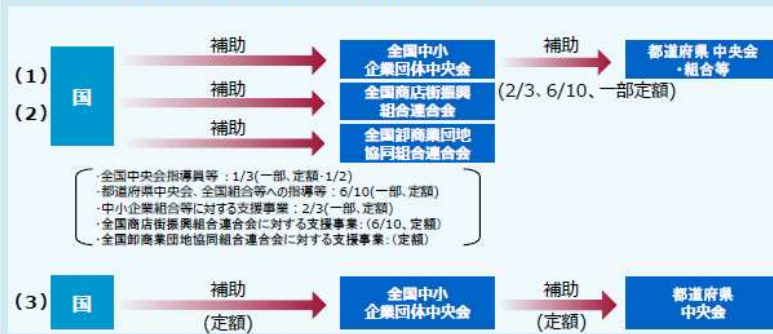 補助
全国中小
企業団体中央会
補助
都道府県 中央会
・組合等
(1)
(2)
国
補助
全国商店街振興
組合連合会
(2/3、6/10、一部定額)
補助
全国卸商業団地
協同組合連合会
・全国中央会指導員等：1/3(一部、定額・1/2)
・都道府県中央会、全国組合等への指導等：6/10(一部、定額)
・中小企業組合等に対する支援事業：2/3(一部、定額)
・全国商店街振興組合連合会に対する支援事業：(6/10、定額)
・全国卸商業団地協同組合連合会に対する支援事業：(定額)
(3)
国
補助
(定額)
全国中小
企業団体中央会
補助
(定額)
都道府県
中央会